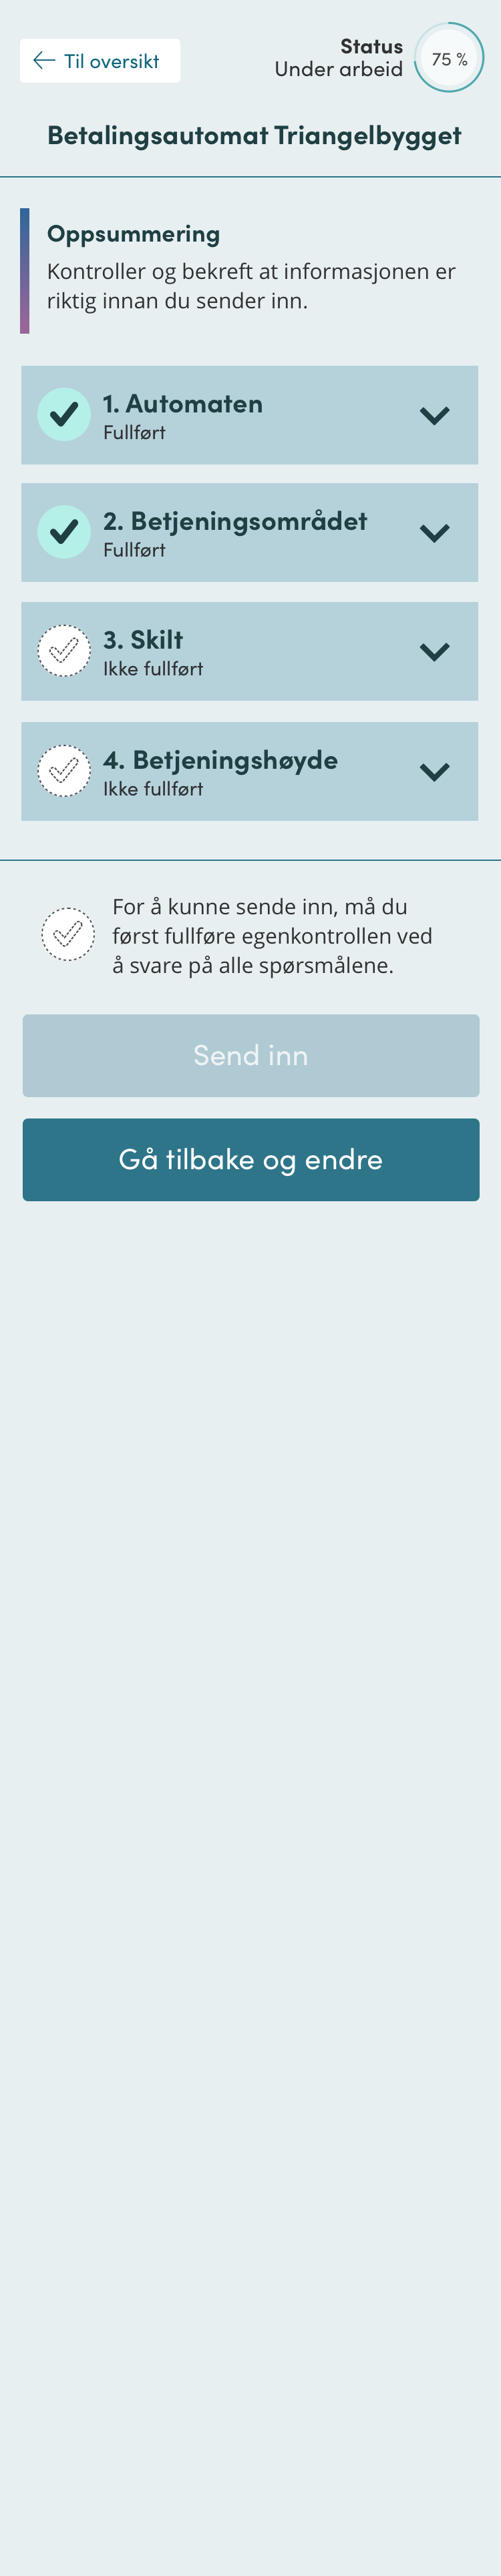 Til oversikt
Status
Under arbeid
75 %
Betalingsautomat Triangelbygget
Oppsummering
Kontroller og bekreft at informasjonen er
riktig innan du sender inn.
1. Automaten
Fullført
2. Betjeningsområdet
Fullført
3. Skilt
Ikke fullført
4. Betjeningshøyde
Ikke fullført
For å kunne sende inn, må du
først fullføre egenkontrollen ved
å svare på alle spørsmålene.
Send inn
Gå tilbake og endre